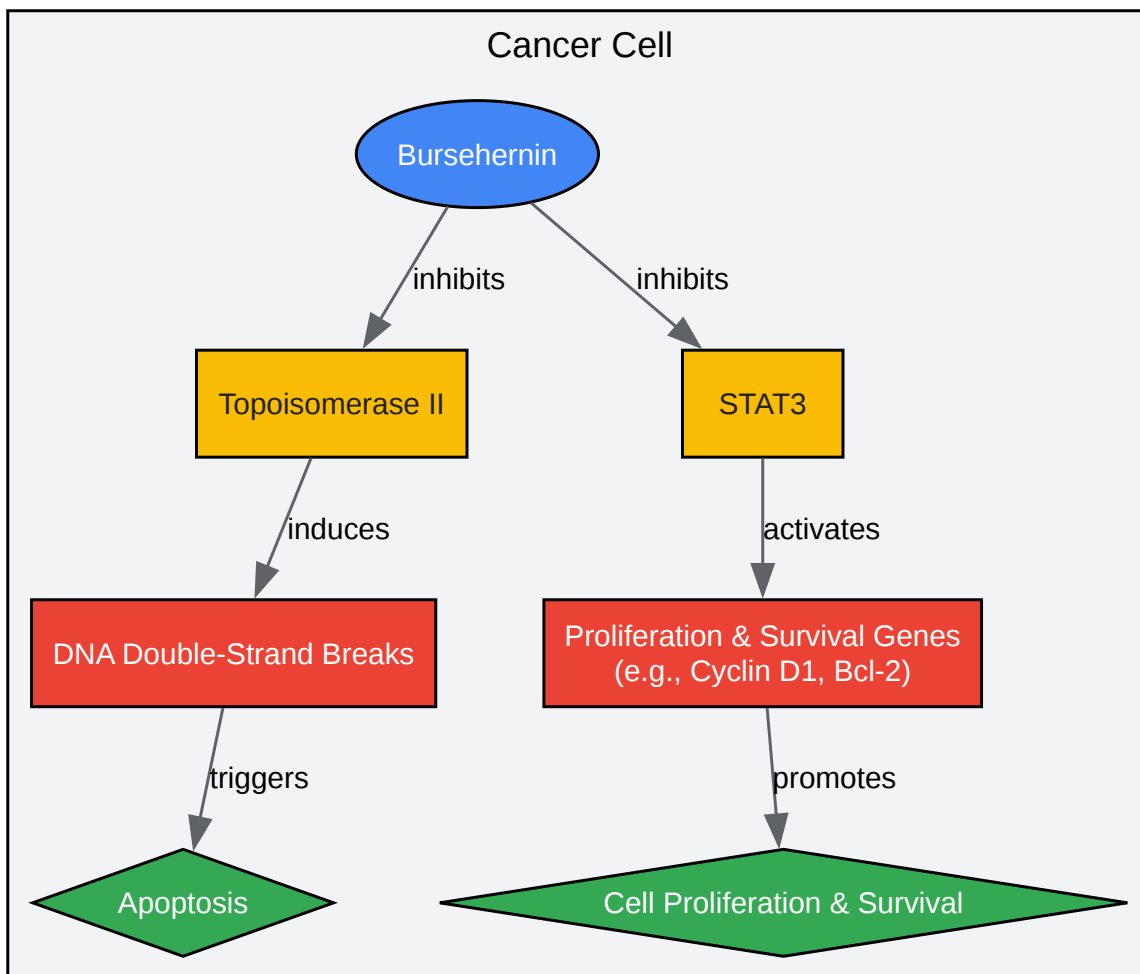 Cancer Cell
Bursehernin
inhibits
inhibits
Topoisomerase II
STAT3
induces
activates
DNA Double-Strand Breaks
Proliferation & Survival Genes
(e.g., Cyclin D1, Bcl-2)
triggers
promotes
Apoptosis
Cell Proliferation & Survival